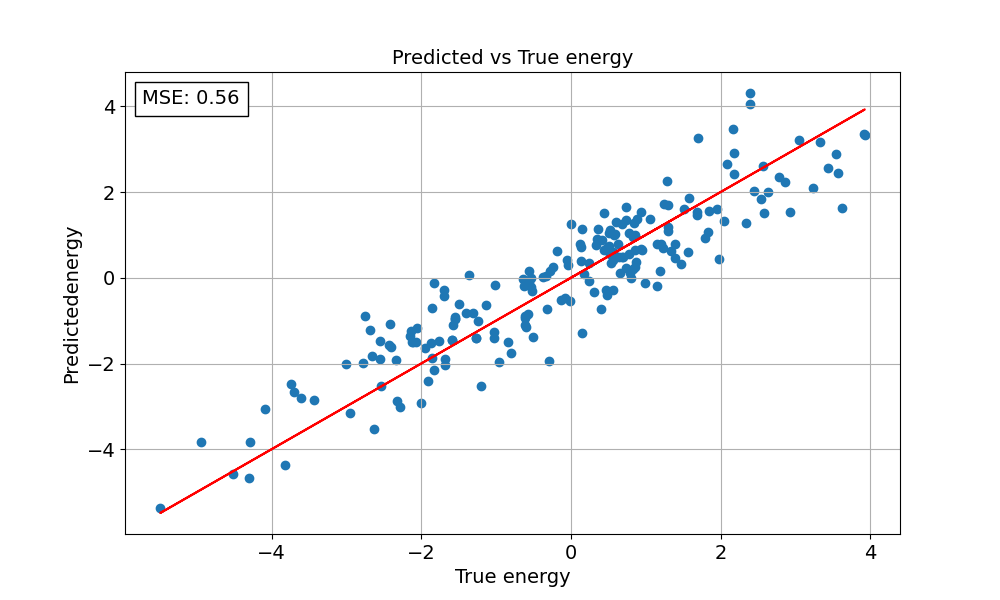 Predicted vs True energy
MSE: 0.56
Predictedenergy
4
2
0
−2
−4
−4 −2 0 2 4
True energy